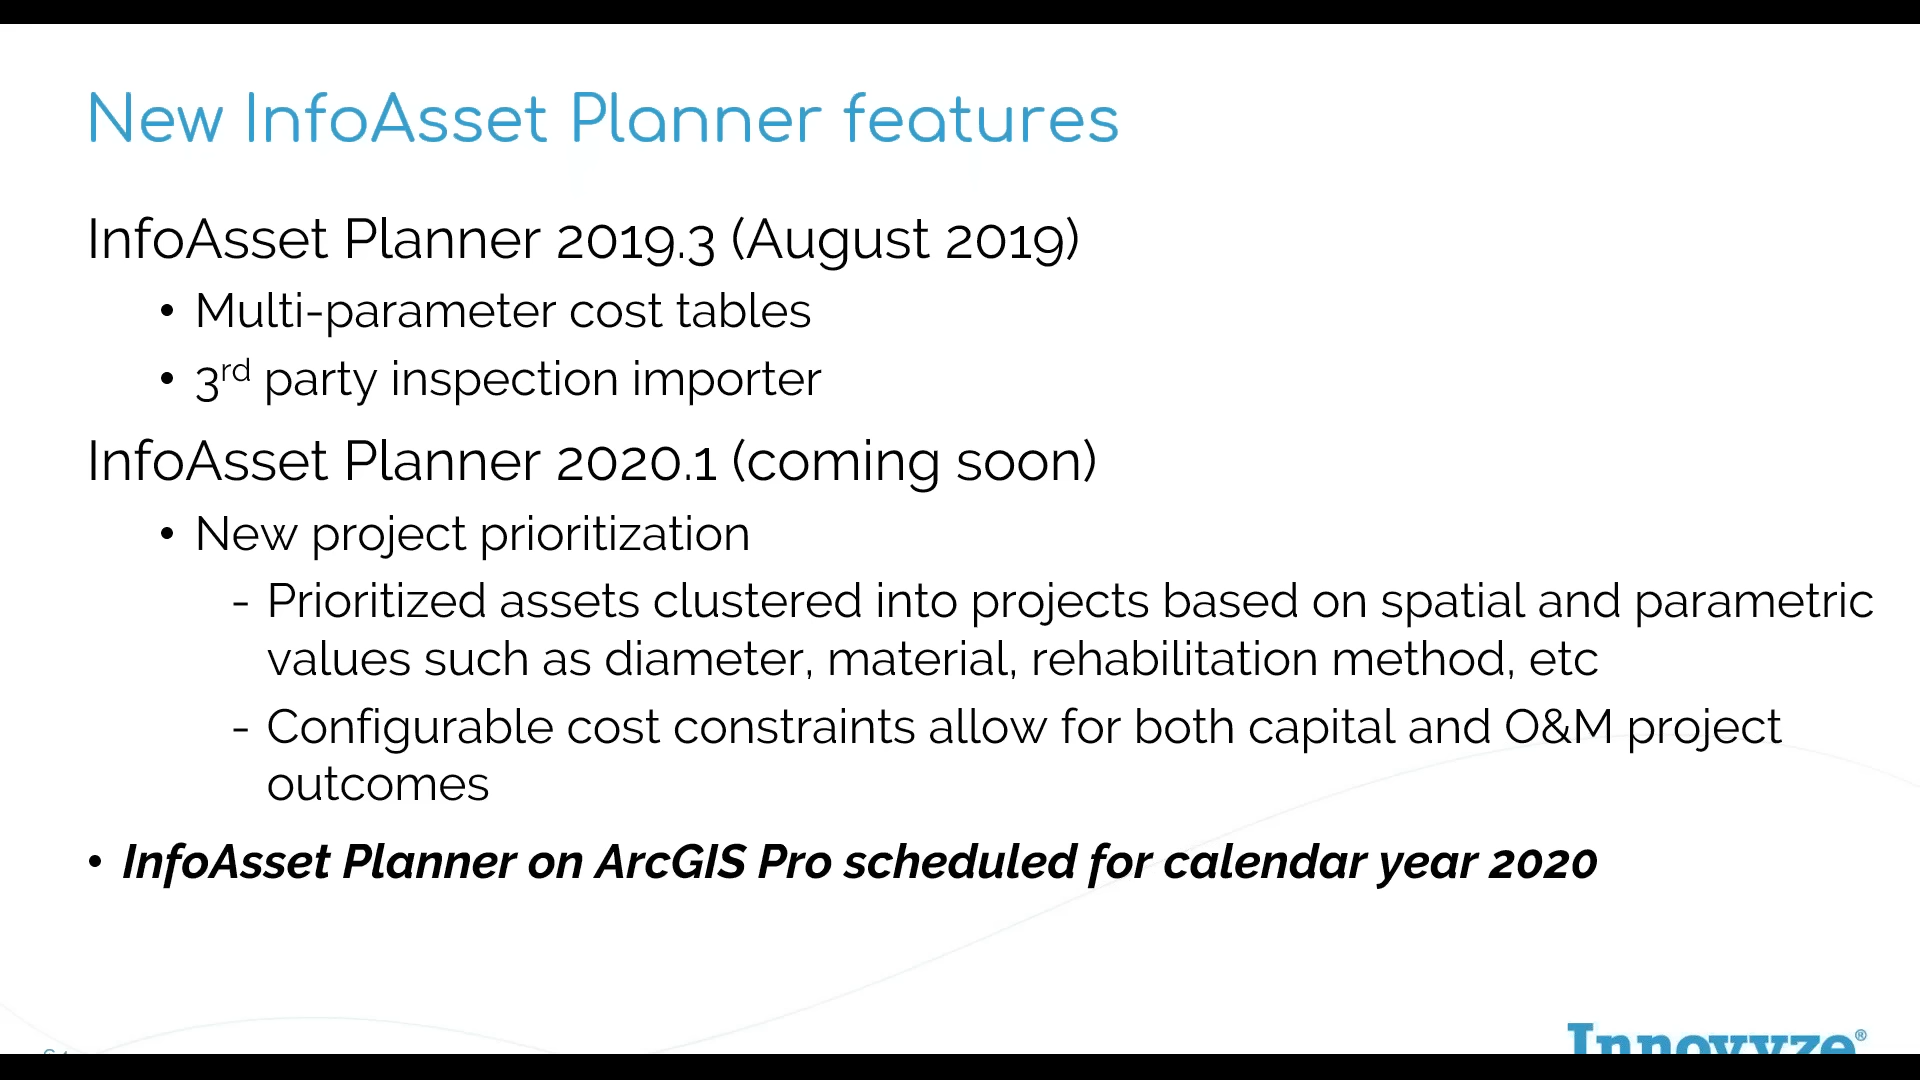 New InfoAsset Planner features
InfoAsset Planner 2019.3 (August 2019)
• Multi-parameter cost tables
• 3rd party inspection importer
InfoAsset Planner 2020.1 (coming soon)
• New project prioritization
- Prioritized assets clustered into projects based on spatial and parametric
values such as diameter, material, rehabilitation method, etc
- Configurable cost constraints allow for both capital and O&M project
outcomes
• InfoAsset Planner on ArcGIS Pro scheduled for calendar year 2020
Innovyze®